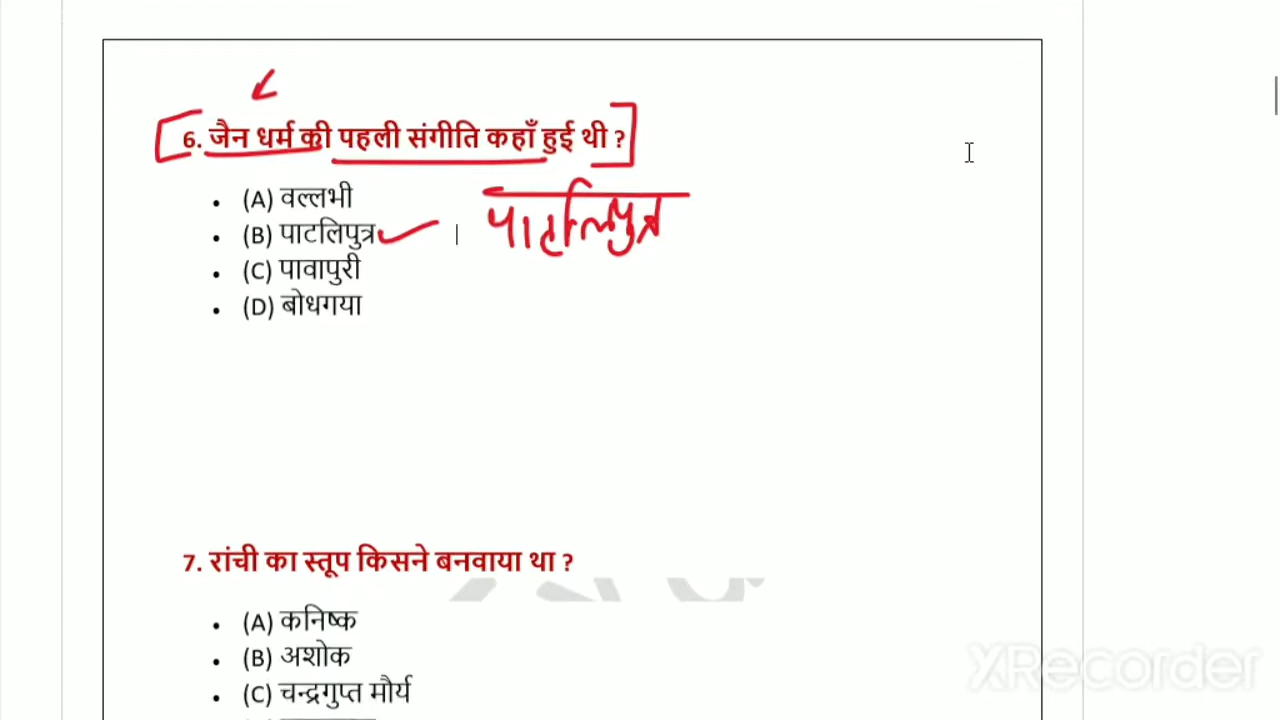 6. जैन धर्म की पहली संगीति कहाँ हुई थी ?
• (A) वल्लभी
• (B) पाटलिपुत्र
पाटलिपुत्र
• (C) पावापुरी
• (D) बोधगया
7. रांची का स्तूप किसने बनवाया था ?
• (A) कनिष्क
• (B) अशोक
• (C) चन्द्रगुप्त मौर्य
XRecorder